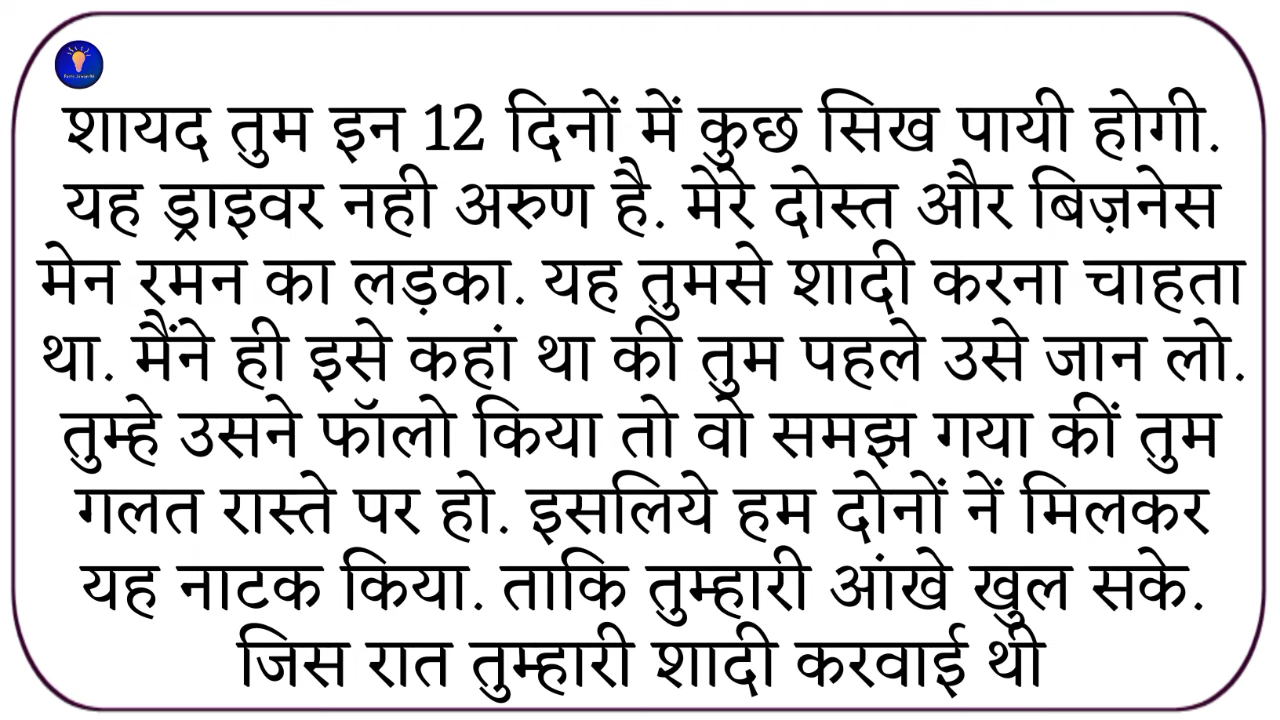 शायद तुम इन 12 दिनों में कुछ सिख पायी होगी.
यह ड्राइवर नही अरुण है. मेरे दोस्त और बिज़नेस
मेन रमन का लड़का. यह तुमसे शादी करना चाहता
था. मैंने ही इसे कहां था की तुम पहले उसे जान लो.
तुम्हे उसने फॉलो किया तो वो समझ गया कीं तुम
गलत रास्ते पर हो. इसलिये हम दोनों नें मिलकर
यह नाटक किया. ताकि तुम्हारी आंखे खुल सके.
जिस रात तुम्हारी शादी करवाई थी